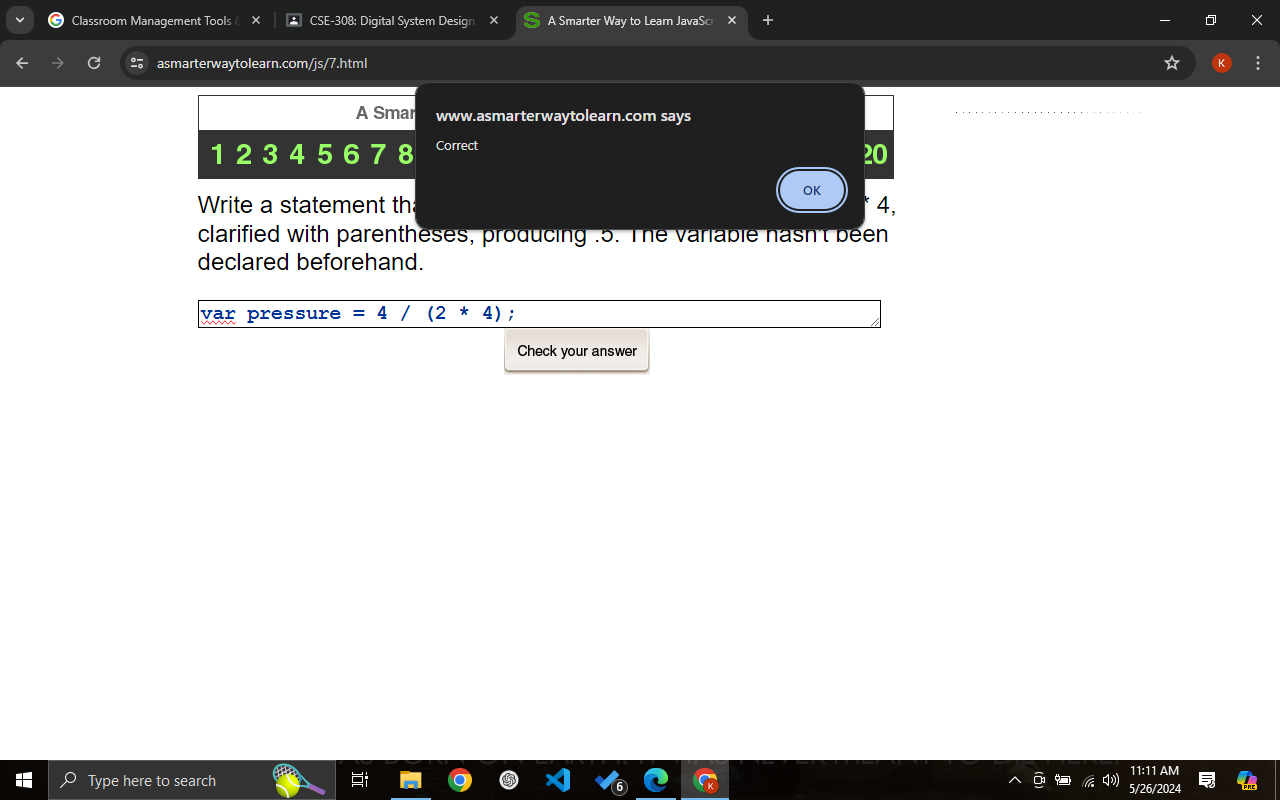 Classroom Management Tools
CSE-308: Digital System Design
A Smarter Way to Learn JavaScr
asmarterwaytolearn.com/js/7.html
K
A Smar
www.asmarterwaytolearn.com says
Correct
OK
1 2 3 4 5 6 7 8 20
Write a statement tha * 4,
clarified with parentheses, producing .5. The variable hasn't been
declared beforehand.
var pressure = 4 / (2 * 4);
Check your answer
Type here to search
6
K
11:11 AM
5/26/2024
PRE